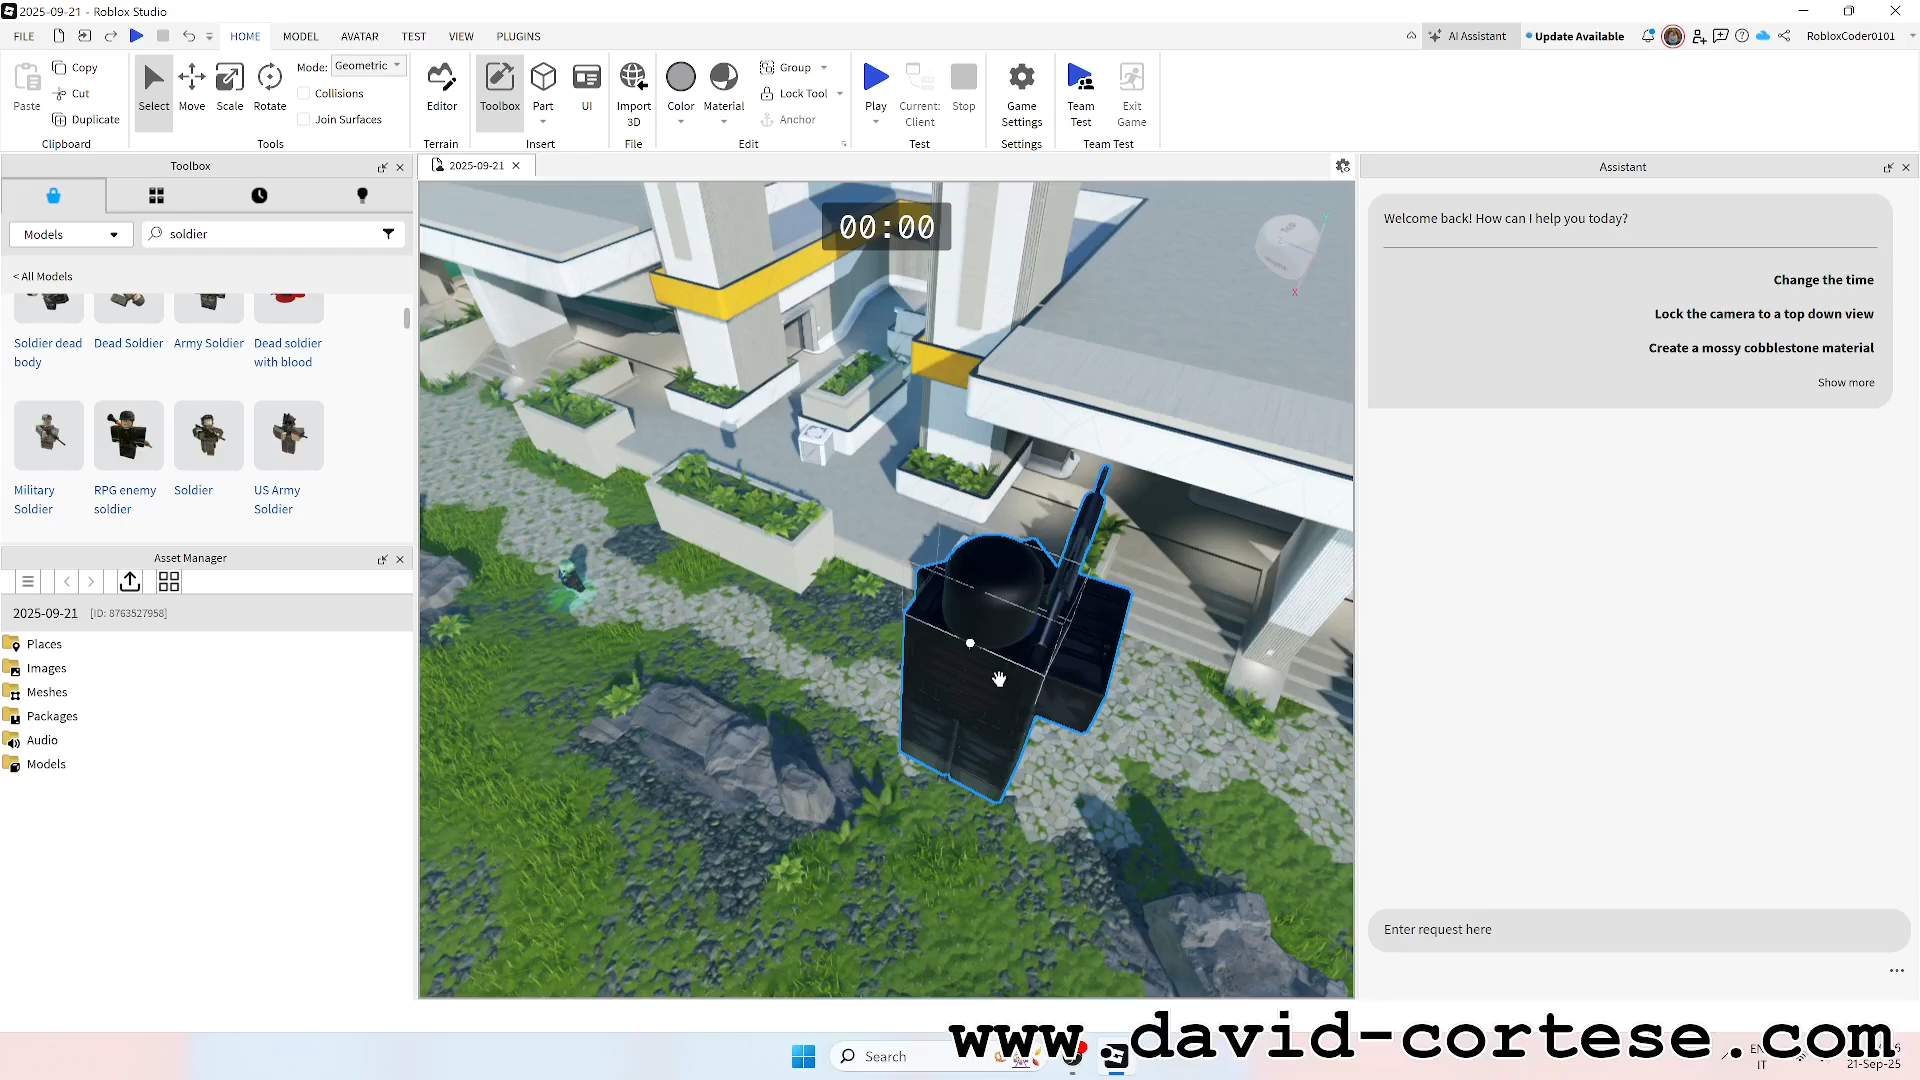 2025-09-21 - Roblox Studio
FILE
HOME
MODEL
AVATAR
TEST
VIEW
PLUGINS
AI Assistant
Update Available
RobloxCoder0101
Paste
Copy
Cut
Duplicate
Clipboard
Select
Move
Scale
Rotate
Mode:
Geometric
Collisions
Join Surfaces
Tools
Editor
Terrain
Toolbox
Part
UI
Insert
Import
3D
File
Color
Material
Group
Lock Tool
Anchor
Edit
Play
Current:
Client
Stop
Test
Game
Settings
Settings
Team
Test
Exit
Game
Team Test
Toolbox
Models
soldier
< All Models
Soldier dead
body
Dead Soldier
Army Soldier
Dead soldier
with blood
Military
Soldier
RPG enemy
soldier
Soldier
US Army
Soldier
Asset Manager
2025-09-21 [ID: 8763527958]
Places
Images
Meshes
Packages
Audio
Models
2025-09-21
00:00
Y
X
Assistant
Welcome back! How can I help you today?
Change the time
Lock the camera to a top down view
Create a mossy cobblestone material
Show more
Enter request here
www.david-cortese.com
Search
IT
21-Sep-25